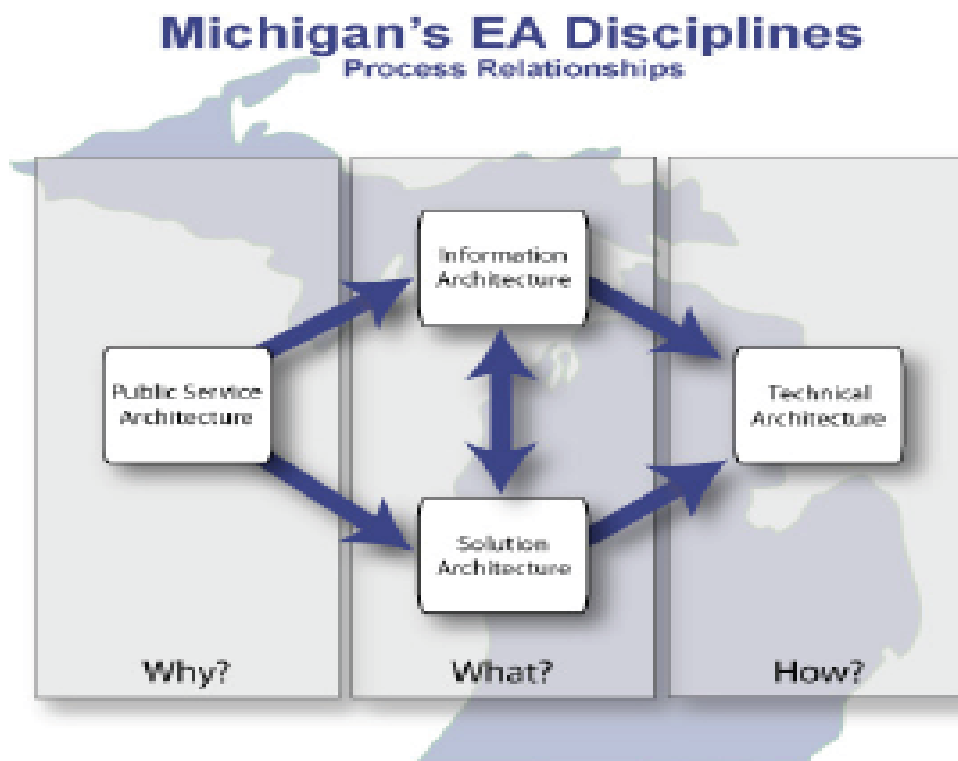 Michigan's EA Disciplines
Process Relationships
Information
Architecture
Public Service
Architecture
Technical
Architecture
Solution
Architecture
Why?
What?
How?